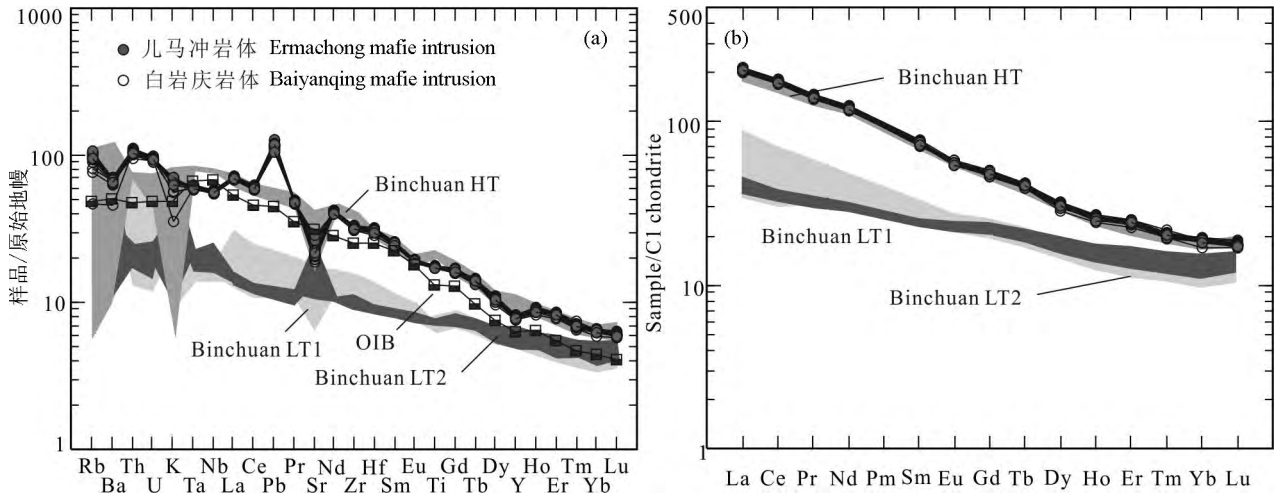 1000
100
10
1
样品/原始地幔
(a)
儿马冲岩体 Ermachong mafie intrusion
白岩庆岩体 Baiyanqing mafie intrusion
Binchuan HT
Binchuan LT1
OIB
Binchuan LT2
Rb Th K Nb Ce Pr Nd Hf Eu Gd Dy Ho Tm Lu
Ba U Ta La Pb Sr Zr Sm Ti Tb Y Er Yb
500
100
10
1
Sample/C1 chondrite
(b)
Binchuan HT
Binchuan LT1
Binchuan LT2
La Ce Pr Nd Pm Sm Eu Gd Tb Dy Ho Er Tm Yb Lu